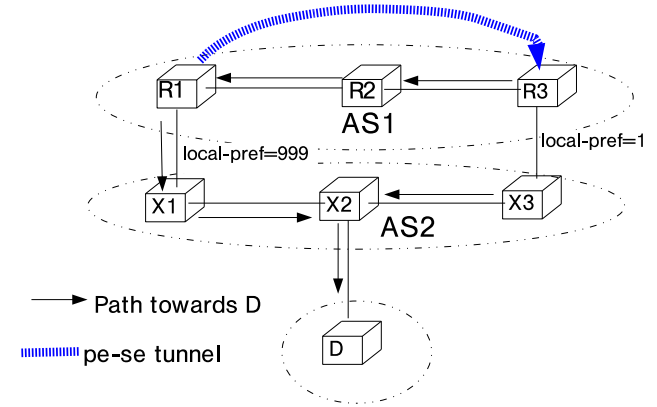 R1
R2
R3
AS1
local-pref=999
local-pref=1
X1
X2
X3
AS2
Path towards D
D
pe-se tunnel